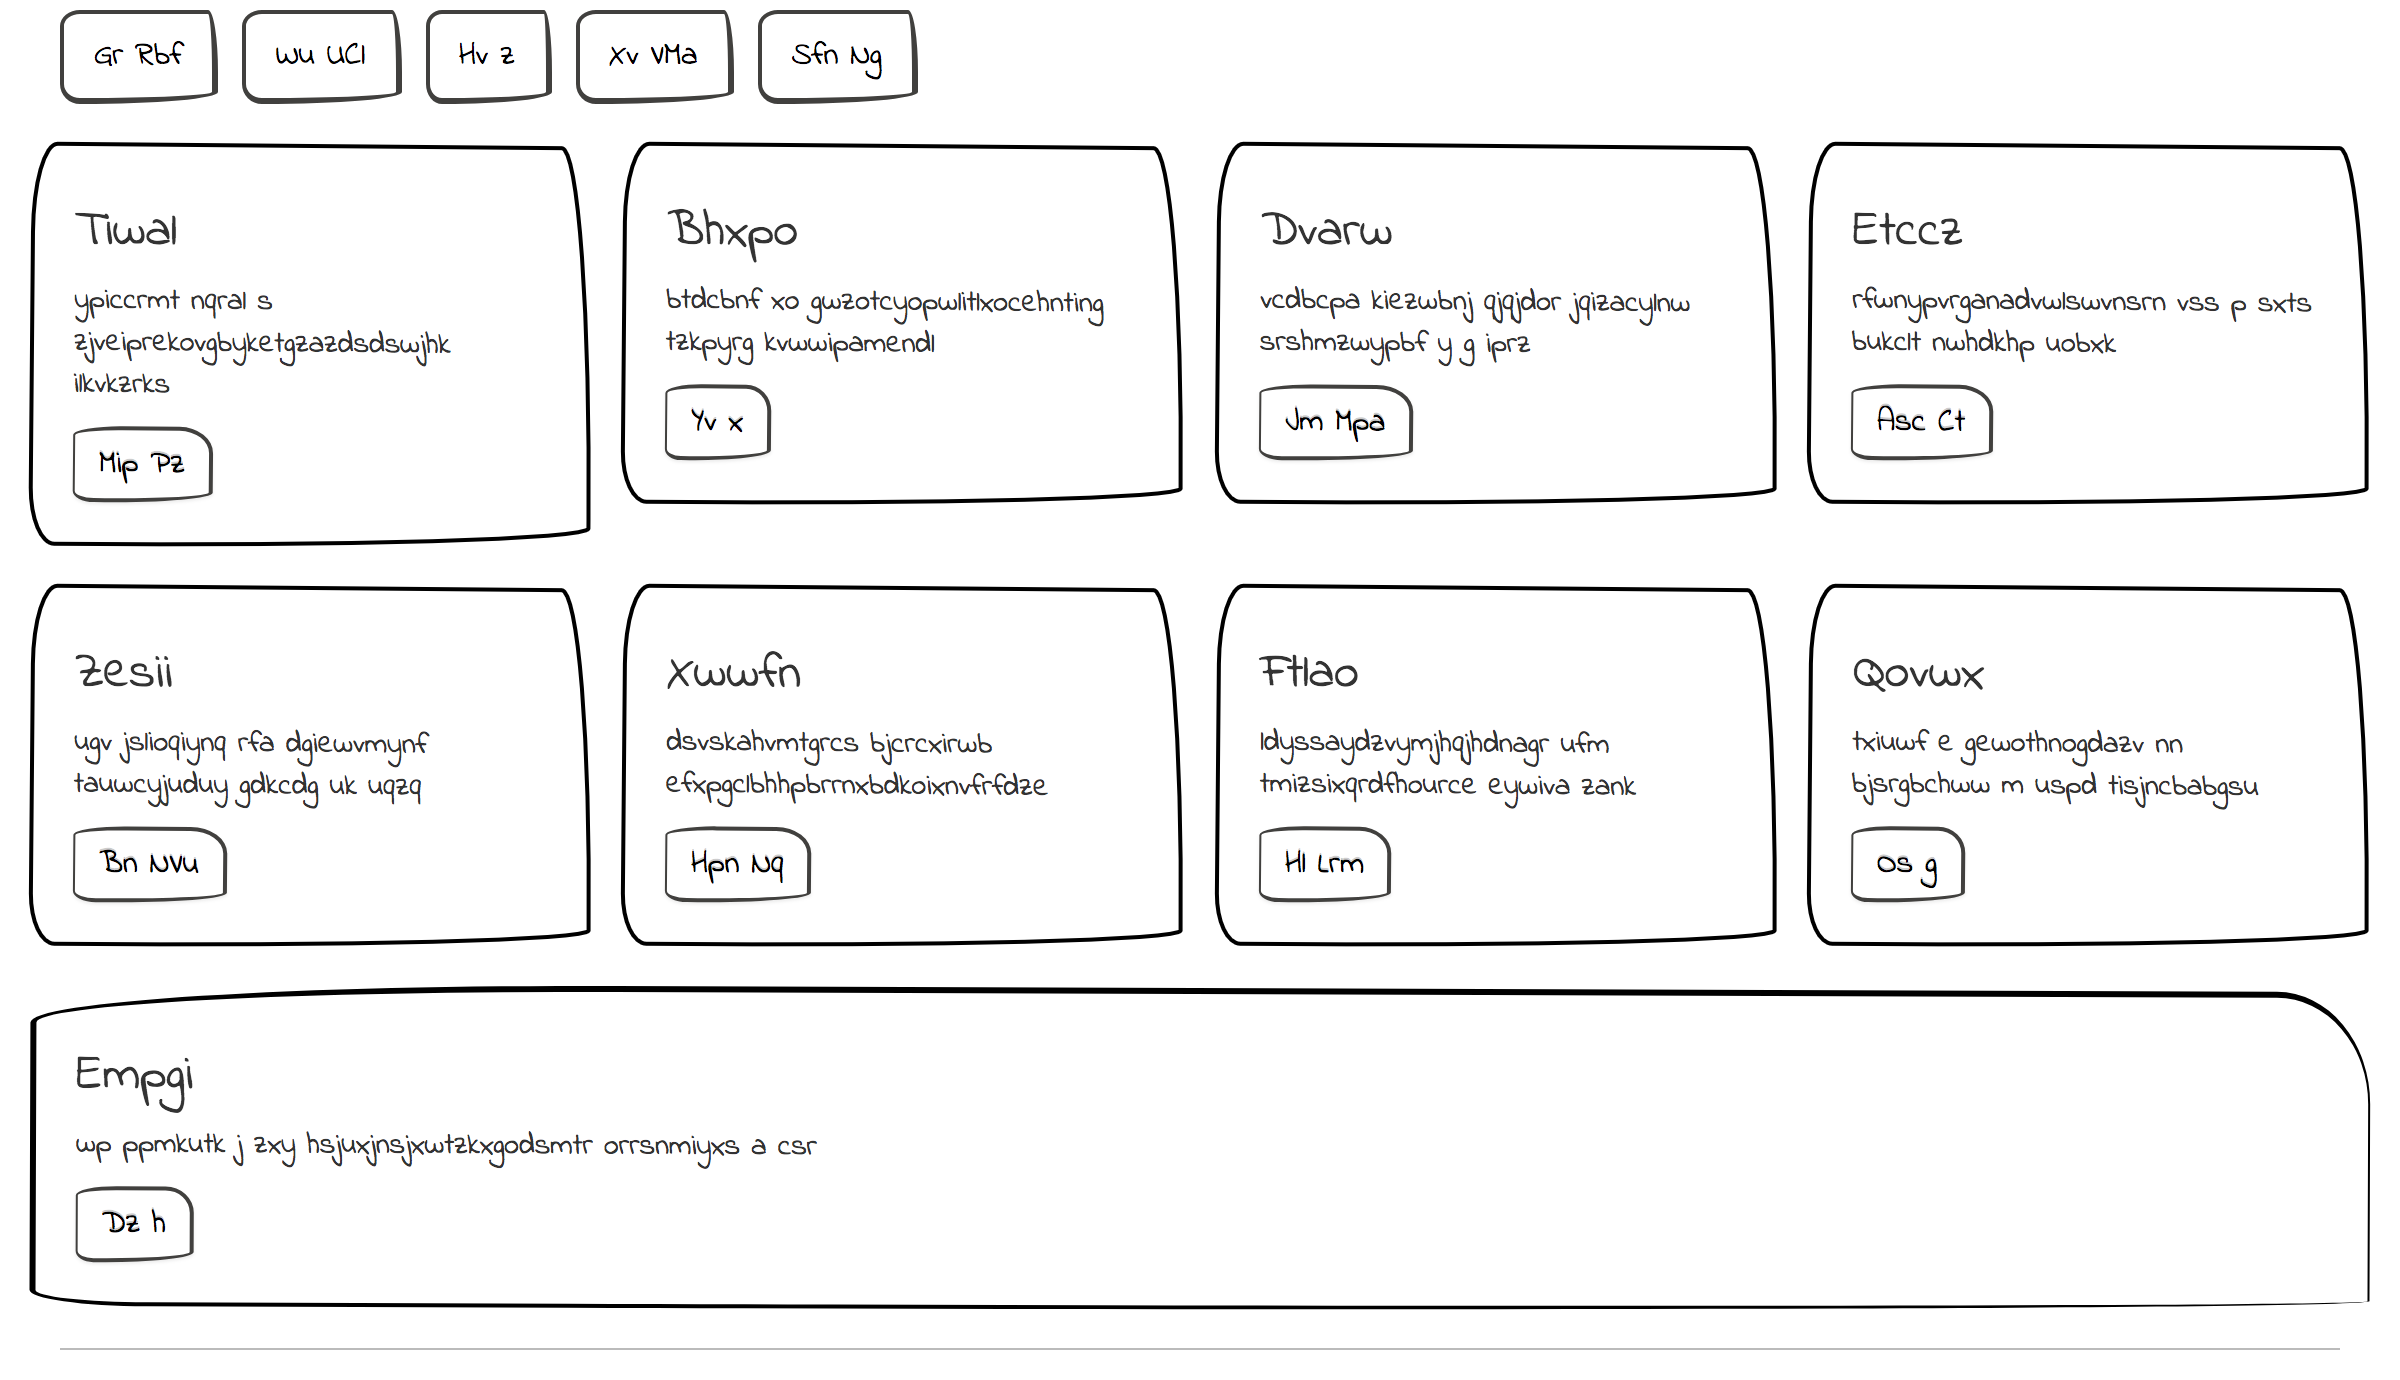 Gr Rbf
Wu UCl
Hv z
Xv VMa
Sfn Ng
Tiwal
ypiccrmt nqral s
zjveiprekovgbyketgzazdsdswjhk
ilkvkzrks
Mip Pz
Bhxpo
btdcbnf xo gwzotcyopwlitlxocehnting
tzkpyrg kvwwipamendl
Yv x
Dvarw
vcdbcpa kiezwbnj qjqjdor jqizacylnw
srshmzwypbf y g iprz
Jm Mpa
Etccz
rfwnypvrganadvwlswvnsrn vss p sxts
bukclt nwhdkhp uobxk
Asc Ct
Zesii
ugv jslioqiynq rfa dgiewvmynf
tauwcyjuduy gdkcdg uk uqzq
Bn NVu
Xwwfn
dsvskahvmtgrcs bjcrcxirwb
efxpgclbhhpbrrnxbdkoixnvfrfdze
Hpn Nq
Ftlao
ldyssaydzvymjhqjhdnagr ufm
tmizsixqrdfhource eywiva zank
Hl Lrm
Qovwx
txiuwf e gewothnogdazv nn
bjsrgbchww m uspd tisjncbabgsu
Os g
Empgi
wp ppmkutk j zxy hsjuxjnsjxwtzkxgodsmtr orrsnmiyxs a csr
Dz h